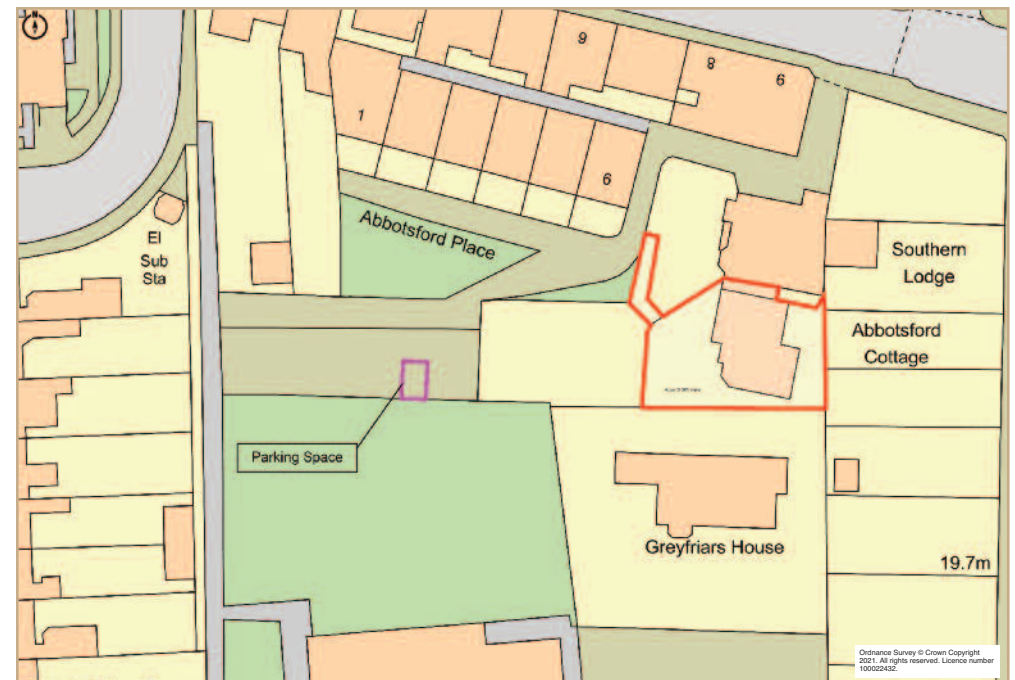 N
9
8
6
1
6
Abbotsford Place
El
Sub
Sta
Southern
Lodge
Abbotsford
Cottage
Parking Space
Greyfriars House
19.7m
Ordnance Survey © Crown Copyright
2021. All rights reserved. Licence number
100022432.